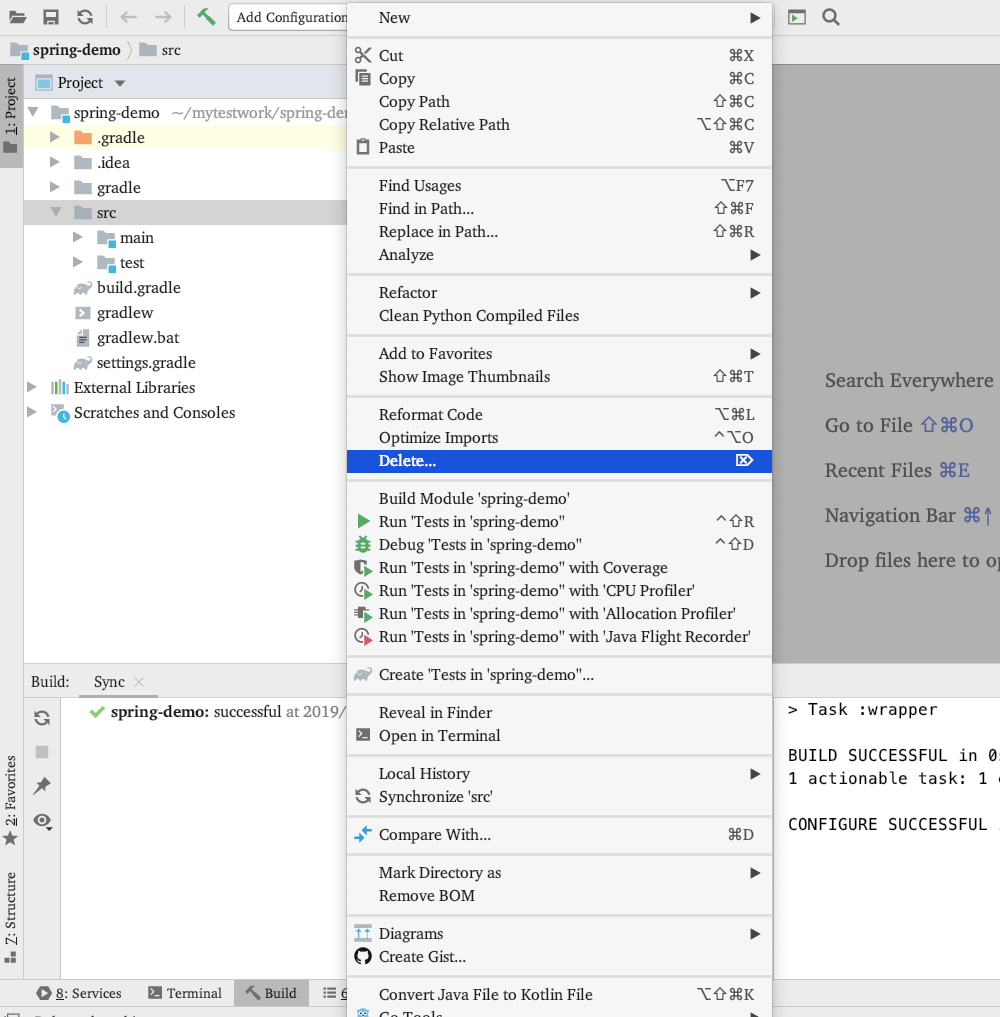 Add Configuration
spring-demo
src
1: Project
Project
spring-demo ~/mytestwork/spring-de
.gradle
.idea
gradle
src
main
test
build.gradle
gradlew
gradlew.bat
settings.gradle
External Libraries
Scratches and Consoles
New
Cut ⌘X
Copy ⌘C
Copy Path ⇧⌘C
Copy Relative Path ⌥⇧⌘C
Paste ⌘V
Find Usages ⌥F7
Find in Path... ⇧⌘F
Replace in Path... ⇧⌘R
Analyze
Refactor
Clean Python Compiled Files
Add to Favorites
Show Image Thumbnails ⇧⌘T
Reformat Code ⌥⌘L
Optimize Imports ^⌥O
Delete... ⌦
Build Module 'spring-demo'
Run 'Tests in 'spring-demo'' ^⇧R
Debug 'Tests in 'spring-demo'' ^⇧D
Run 'Tests in 'spring-demo'' with Coverage
Run 'Tests in 'spring-demo'' with 'CPU Profiler'
Run 'Tests in 'spring-demo'' with 'Allocation Profiler'
Run 'Tests in 'spring-demo'' with 'Java Flight Recorder'
Create 'Tests in 'spring-demo''...
Reveal in Finder
Open in Terminal
Local History
Synchronize 'src'
Compare With... ⌘D
Mark Directory as
Remove BOM
Diagrams
Create Gist...
Convert Java File to Kotlin File ⌥⇧⌘K
Go Tools
Search Everywhere
Go to File ⇧⌘O
Recent Files ⌘E
Navigation Bar ⌘↑
Drop files here to op
Build: Sync
spring-demo: successful at 2019/
> Task :wrapper
BUILD SUCCESSFUL in 0s
1 actionable task: 1
CONFIGURE SUCCESSFUL
2: Favorites
Z: Structure
8: Services Terminal Build 6